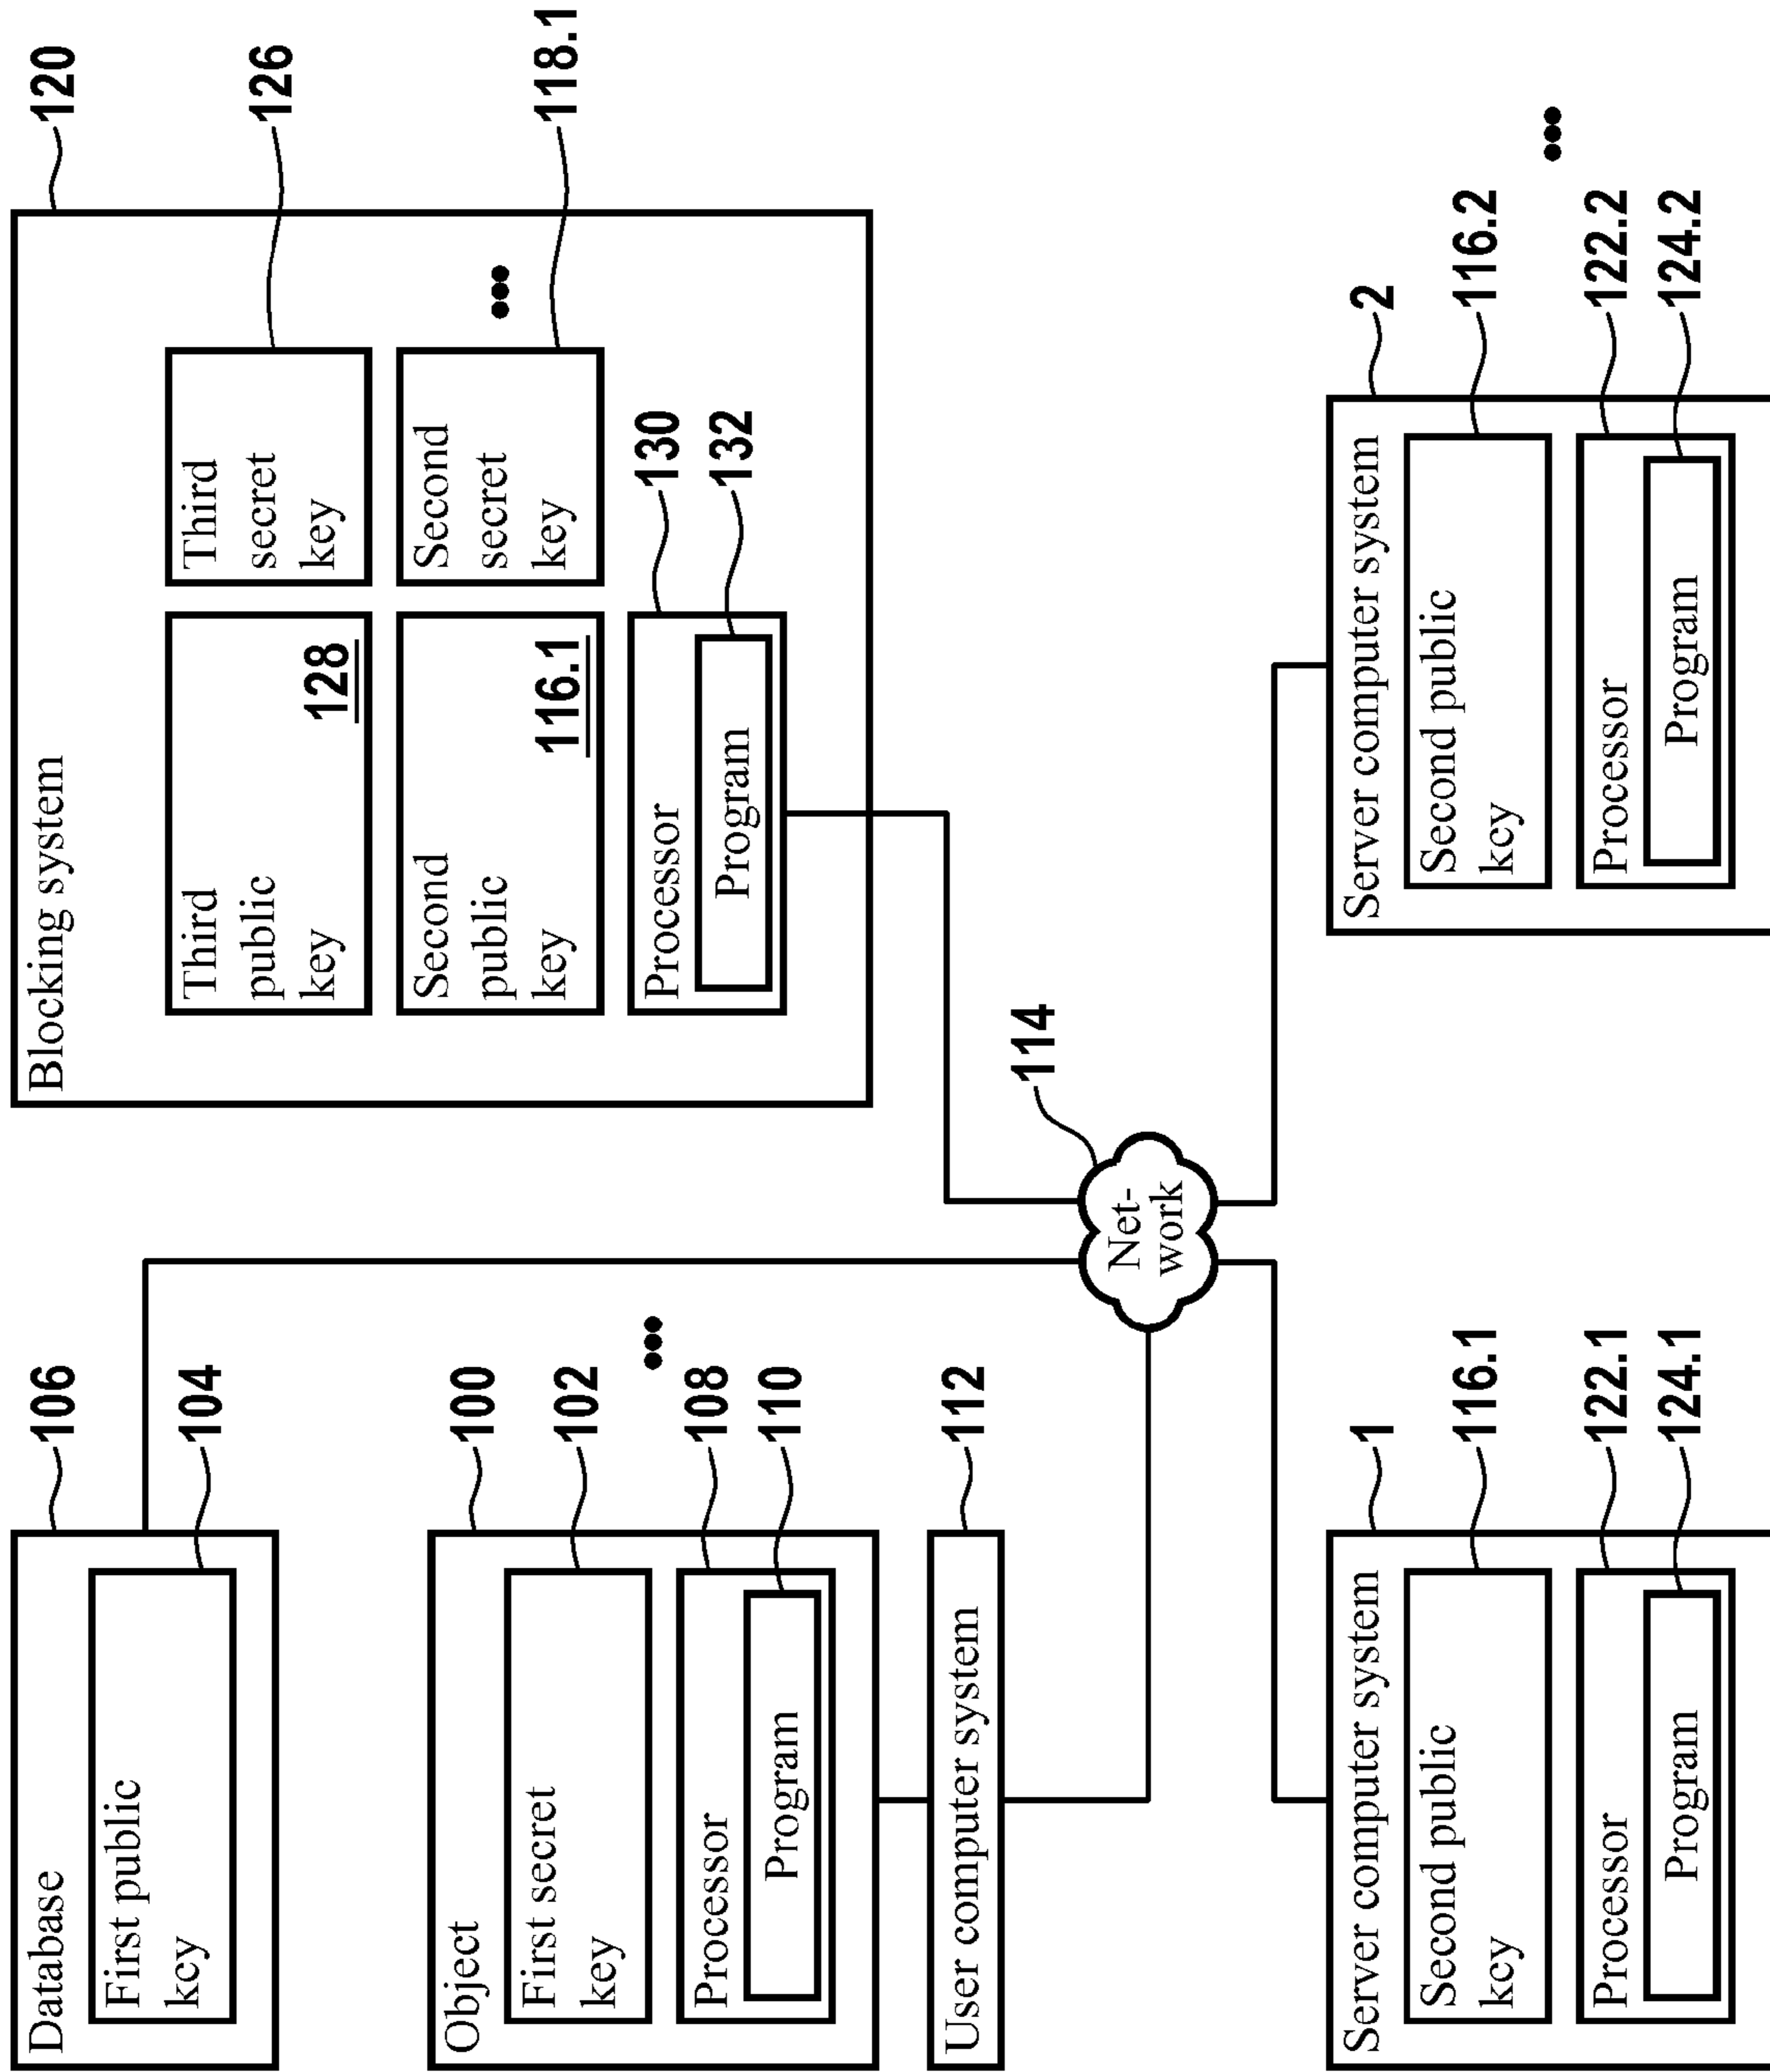 Database
106
First public
kcy
104
Object
100
First secret
key
102
•••
Processor
108
Program
110
User computer system
112
Blocking system
120
Third
public
key
128
Third
secret
key
126
Second
public
key
116.1
Second
secret
key
118.1
•••
Processor
130
Program
132
Net-
work
114
Server computer system
1
Second public
kcy
116.1
Processor
122.1
Program
124.1
Server computer system
2
Second public
kcy
116.2
Processor
122.2
Program
124.2
•••